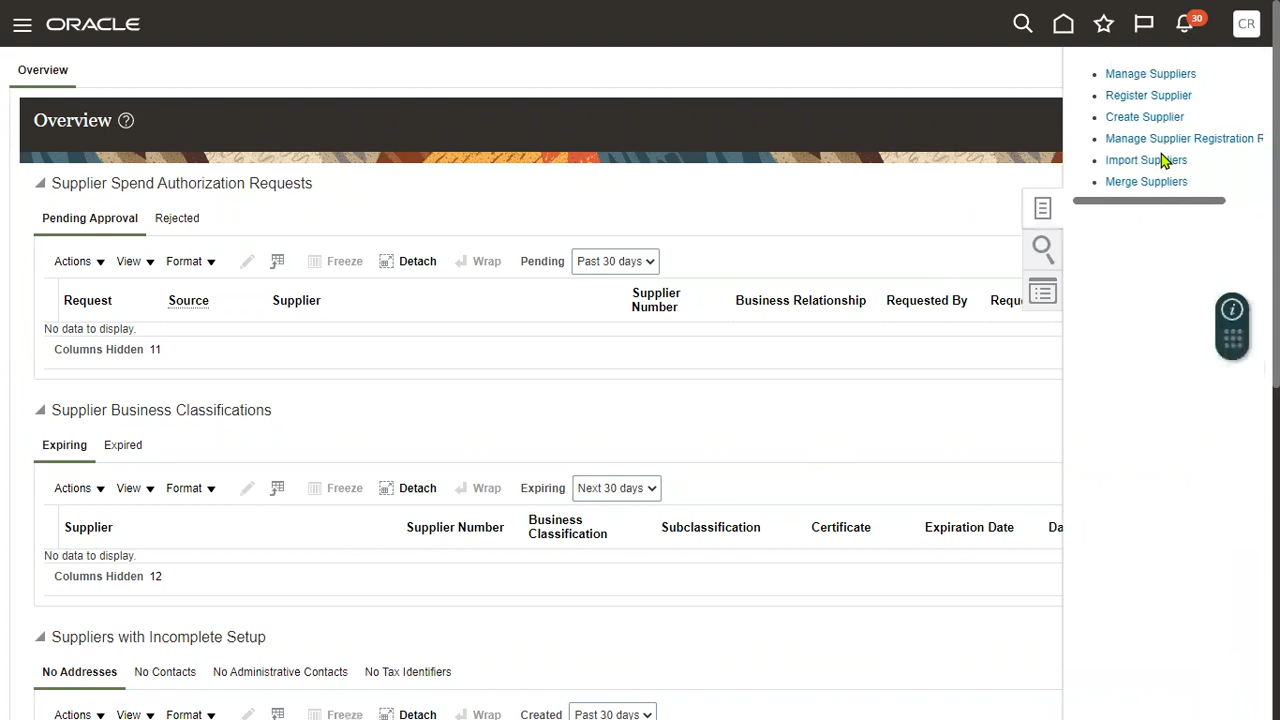 ORACLE
30
CR
Overview
Overview
Manage Suppliers
Register Supplier
Create Supplier
Manage Supplier Registration R
Import Suppliers
Merge Suppliers
Supplier Spend Authorization Requests
Pending Approval Rejected
Actions View Format Freeze Detach Wrap Pending Past 30 days
Request Source Supplier Supplier Number Business Relationship Requested By Reque
No data to display.
Columns Hidden 11
Supplier Business Classifications
Expiring Expired
Actions View Format Freeze Detach Wrap Expiring Next 30 days
Supplier Supplier Number Business Classification Subclassification Certificate Expiration Date Da
No data to display.
Columns Hidden 12
Suppliers with Incomplete Setup
No Addresses No Contacts No Administrative Contacts No Tax Identifiers
Actions View Format Freeze Detach Wrap Created Past 30 days